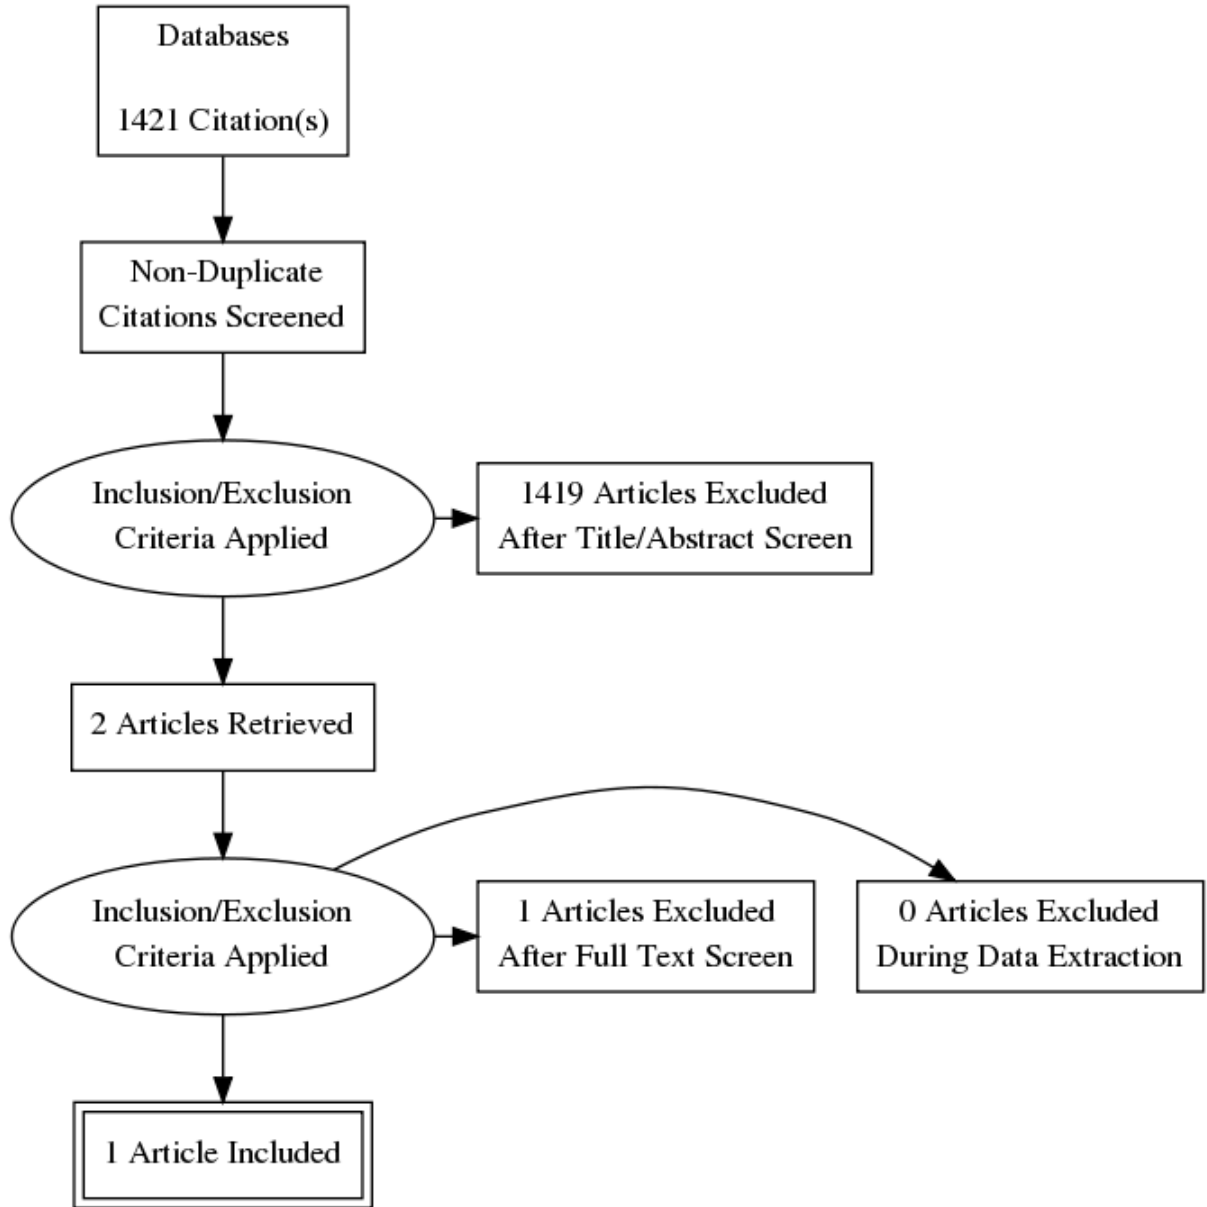 Databases
1421 Citation(s)
Non-Duplicate
Citations Screened
Inclusion/Exclusion
Criteria Applied
1419 Articles Excluded
After Title/Abstract Screen
2 Articles Retrieved
Inclusion/Exclusion
Criteria Applied
1 Articles Excluded
After Full Text Screen
0 Articles Excluded
During Data Extraction
1 Article Included